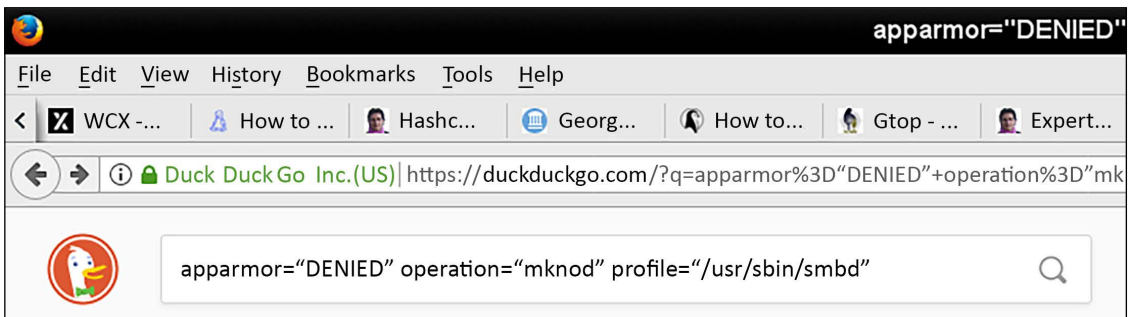 apparmor="DENIED"
File Edit View History Bookmarks Tools Help
WCX -... How to ... Hashc... Georg... How to... Gtop - ... Expert...
Duck DuckGo Inc.(US) https://duckduckgo.com/?q=apparmor%3D“DENIED”+operation%3D”mk
apparmor=“DENIED” operation=“mknod” profile=“/usr/sbin/smbd”